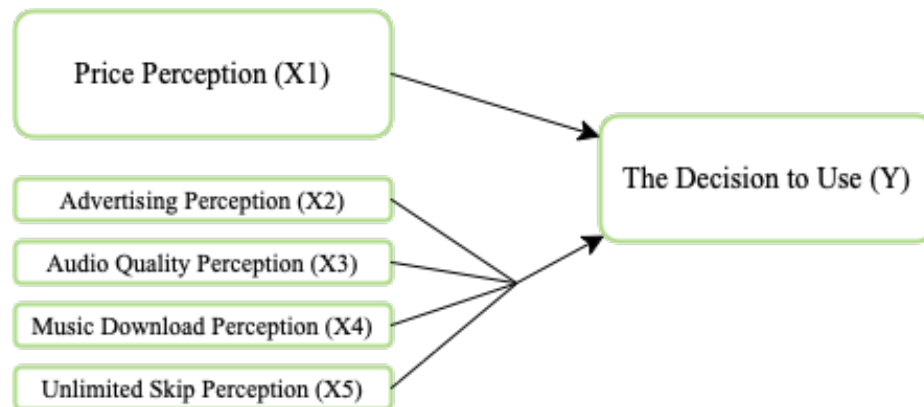 Price Perception (X1)
The Decision to Use (Y)
Advertising Perception (X2)
Audio Quality Perception (X3)
Music Download Perception (X4)
Unlimited Skip Perception (X5)